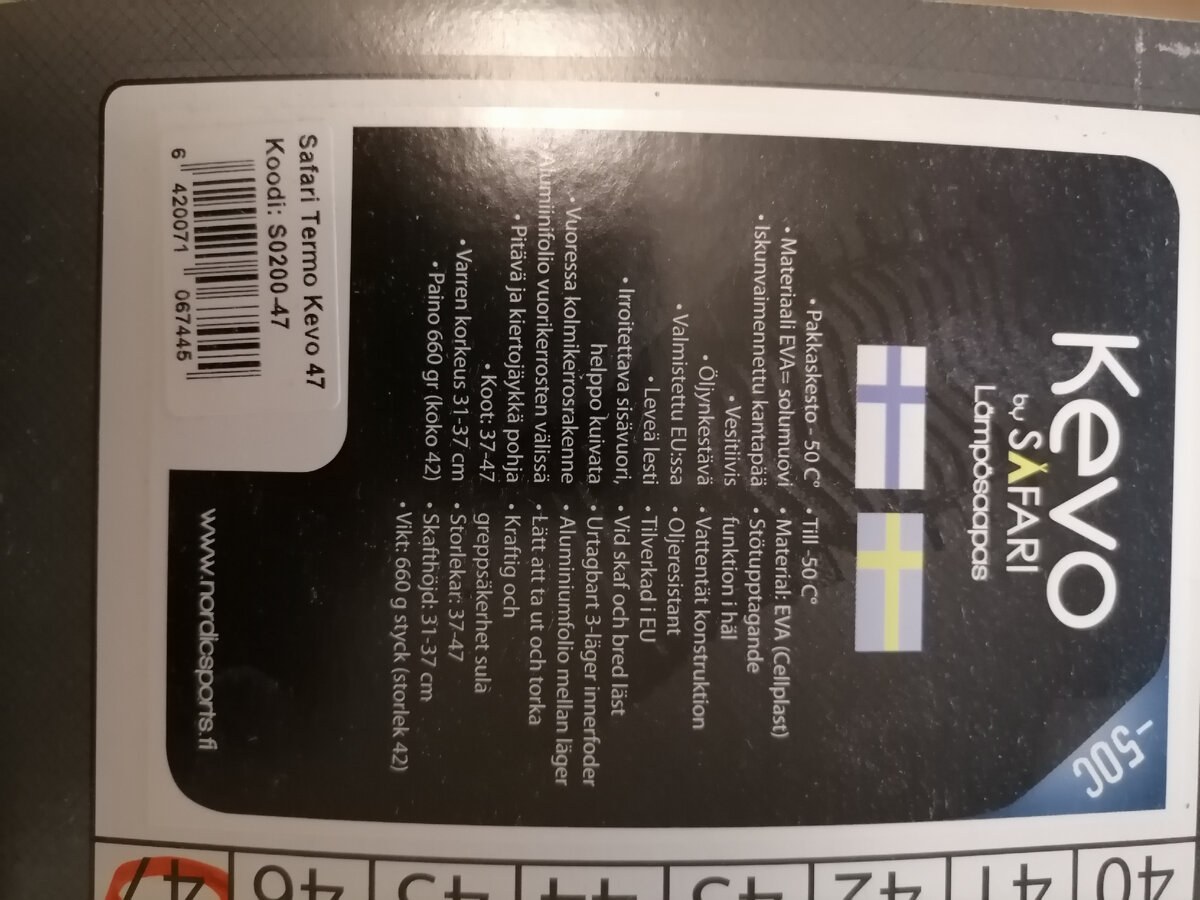 Kevo
by SAFARI
Lämpösaapas
-50C
• Pakkaskesto - 50 C°
• Materiaali EVA= solumuovi
• Iskunvaimennettu kantapää
• Vesitiivis
• Öljynkestävä
• Valmistettu EU:ssa
• Leveä lesti
• Irroitettava sisävuori,
helppo kuivata
• Vuoressa kolmikerrosrakenne
Alumiinifolio vuorikerrosten välissä
• Pitävä ja kiertojäykkä pohja
• Koot: 37-47
• Varren korkeus 31-37 cm
• Paino 660 gr (koko 42)
• Till -50 C°
• Material: EVA (Cellplast)
• Stötupptagande
funktion i häl
• Vattentät konstruktion
• Oljeresistant
• Tilverkad i EU
• Vid skaf och bred läst
• Urtagbart 3-läger innerfoder
• Aluminiumfolio mellan läger
• Lätt att ta ut och torka
• Kraftig och
greppsäkerhet sula
• Storlekar: 37-47
• Skafthöjd: 31-37 cm
• Vikt: 660 g styck (storlek 42)
www.nordicsports.fi
Safari Termo Kevo 47
Koodi: S0200-47
6 420071 067445
40 41 42 43 44 45 46 47